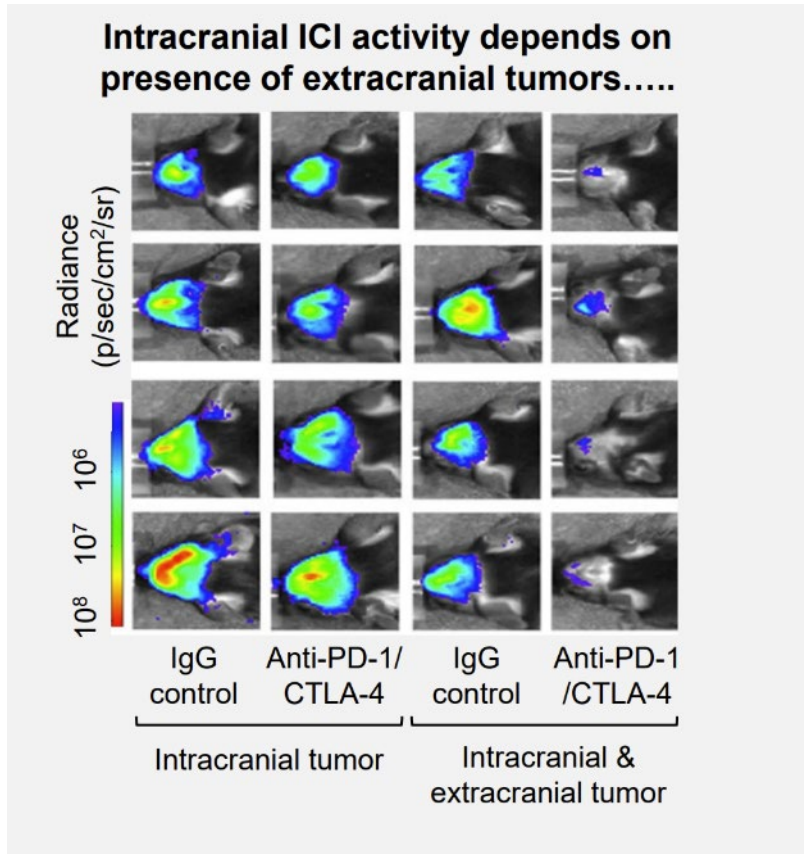 Intracranial ICI activity depends on
presence of extracranial tumors…..
Radiance
(p/sec/cm²/sr)
10⁶
10⁷
10⁸
IgG
control
Anti-PD-1/
CTLA-4
IgG
control
Anti-PD-1
/CTLA-4
Intracranial tumor
Intracranial &
extracranial tumor